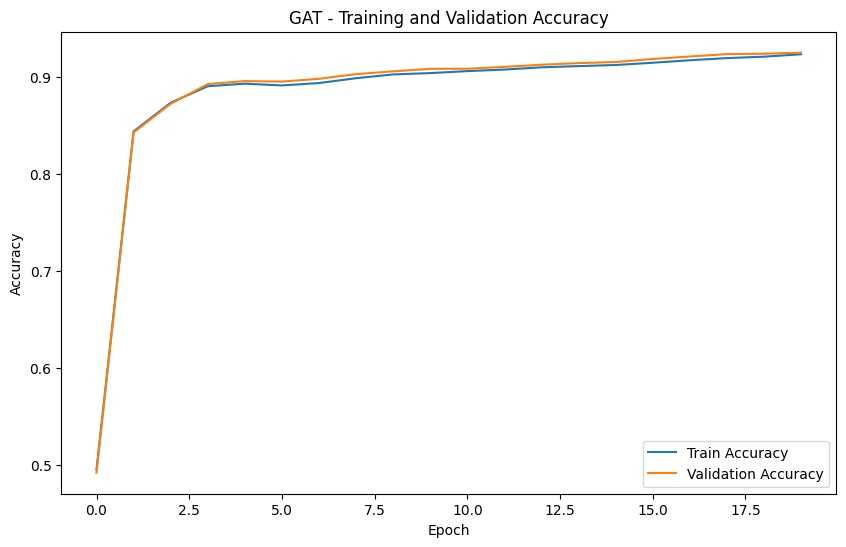 GAT - Training and Validation Accuracy
Accuracy
0.9
0.8
0.7
0.6
0.5
Train Accuracy
Validation Accuracy
0.0 2.5 5.0 7.5 10.0 12.5 15.0 17.5
Epoch